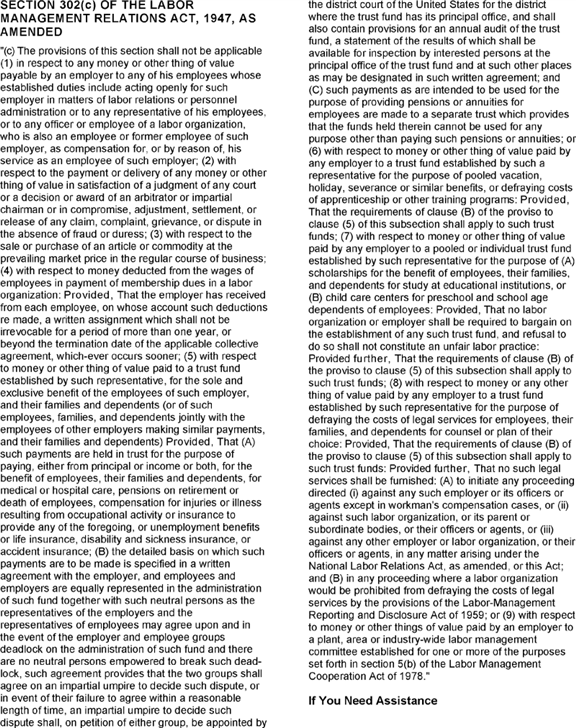 SECTION 302(c) OF THE LABOR
MANAGEMENT RELATIONS ACT, 1947, AS
AMENDED
"(c) The provisions of this section shall not be applicable
(1) in respect to any money or other thing of value
payable by an employer to any of his employees whose
established duties include acting openly for such
employer in matters of labor relations or personnel
administration or to any representative of his employees,
or to any officer or employee of a labor organization,
who is also an employee or former employee of such
employer, as compensation for, or by reason of, his
service as an employee of such employer; (2) with
respect to the payment or delivery of any money or other
thing of value in satisfaction of a judgment of any court
or a decision or award of an arbitrator or impartial
chairman or in compromise, adjustment, settlement, or
release of any claim, complaint, grievance, or dispute in
the absence of fraud or duress; (3) with respect to the
sale or purchase of an article or commodity at the
prevailing market price in the regular course of business;
(4) with respect to money deducted from the wages of
employees in payment of membership dues in a labor
organization: Provided, That the employer has received
from each employee, on whose account such deductions
re made, a written assignment which shall not be
irrevocable for a period of more than one year, or
beyond the termination date of the applicable collective
agreement, which-ever occurs sooner; (5) with respect
to money or other thing of value paid to a trust fund
established by such representative, for the sole and
exclusive benefit of the employees of such employer,
and their families and dependents (or of such
employees, families, and dependents jointly with the
employees of other employers making similar payments,
and their families and dependents) Provided, That (A)
such payments are held in trust for the purpose of
paying, either from principal or income or both, for the
benefit of employees, their families and dependents, for
medical or hospital care, pensions on retirement or
death of employees, compensation for injuries or illness
resulting from occupational activity or insurance to
provide any of the foregoing, or unemployment benefits
or life insurance, disability and sickness insurance, or
accident insurance; (B) the detailed basis on which such
payments are to be made is specified in a written
agreement with the employer, and employees and
employers are equally represented in the administration
of such fund together with such neutral persons as the
representatives of the employers and the
representatives of employees may agree upon and in
the event of the employer and employee groups
deadlock on the administration of such fund and there
are no neutral persons empowered to break such dead-
lock, such agreement provides that the two groups shall
agree on an impartial umpire to decide such dispute, or
in event of their failure to agree within a reasonable
length of time, an impartial umpire to decide such
dispute shall, on petition of either group, be appointed by
the district court of the United States for the district
where the trust fund has its principal office, and shall
also contain provisions for an annual audit of the trust
fund, a statement of the results of which shall be
available for inspection by interested persons at the
principal office of the trust fund and at such other places
as may be designated in such written agreement; and
(C) such payments as are intended to be used for the
purpose of providing pensions or annuities for
employees are made to a separate trust which provides
that the funds held therein cannot be used for any
purpose other than paying such pensions or annuities; or
(6) with respect to money or other thing of value paid by
any employer to a trust fund established by such a
representative for the purpose of pooled vacation,
holiday, severance or similar benefits, or defraying costs
of apprenticeship or other training programs: Provided,
That the requirements of clause (B) of the proviso to
clause (5) of this subsection shall apply to such trust
funds; (7) with respect to money or other thing of value
paid by any employer to a pooled or individual trust fund
established by such representative for the purpose of (A)
scholarships for the benefit of employees, their families,
and dependents for study at educational institutions, or
(B) child care centers for preschool and school age
dependents of employees: Provided, That no labor
organization or employer shall be required to bargain on
the establishment of any such trust fund, and refusal to
do so shall not constitute an unfair labor practice:
Provided further, That the requirements of clause (B) of
the proviso to clause (5) of this subsection shall apply to
such trust funds; (8) with respect to money or any other
thing of value paid by any employer to a trust fund
established by such representative for the purpose of
defraying the costs of legal services for employees, their
families, and dependents for counsel or plan of their
choice: Provided, That the requirements of clause (B) of
the proviso to clause (5) of this subsection shall apply to
such trust funds: Provided further, That no such legal
services shall be furnished: (A) to initiate any proceeding
directed (i) against any such employer or its officers or
agents except in workman's compensation cases, or (ii)
against such labor organization, or its parent or
subordinate bodies, or their officers or agents, or (iii)
against any other employer or labor organization, or their
officers or agents, in any matter arising under the
National Labor Relations Act, as amended, or this Act;
and (B) in any proceeding where a labor organization
would be prohibited from defraying the costs of legal
services by the provisions of the Labor-Management
Reporting and Disclosure Act of 1959; or (9) with respect
to money or other things of value paid by an employer to
a plant, area or industry-wide labor management
committee established for one or more of the purposes
set forth in section 5(b) of the Labor Management
Cooperation Act of 1978."
If You Need Assistance